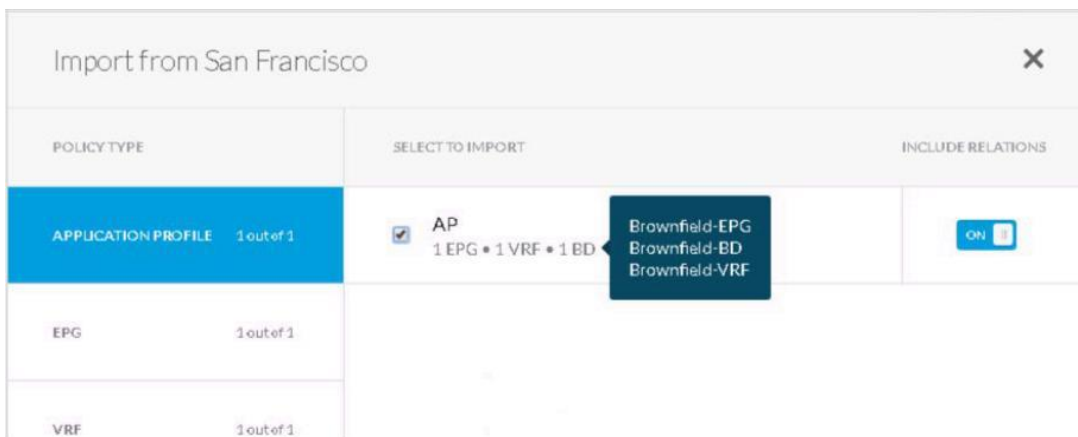 Import from San Francisco
POLICY TYPE
SELECT TO IMPORT
INCLUDE RELATIONS
APPLICATION PROFILE 1 out of 1
AP
1 EPG • 1 VRF • 1 BD
Brownfield-EPG
Brownfield-BD
Brownfield-VRF
ON
EPG 1 out of 1
VRF 1 out of 1